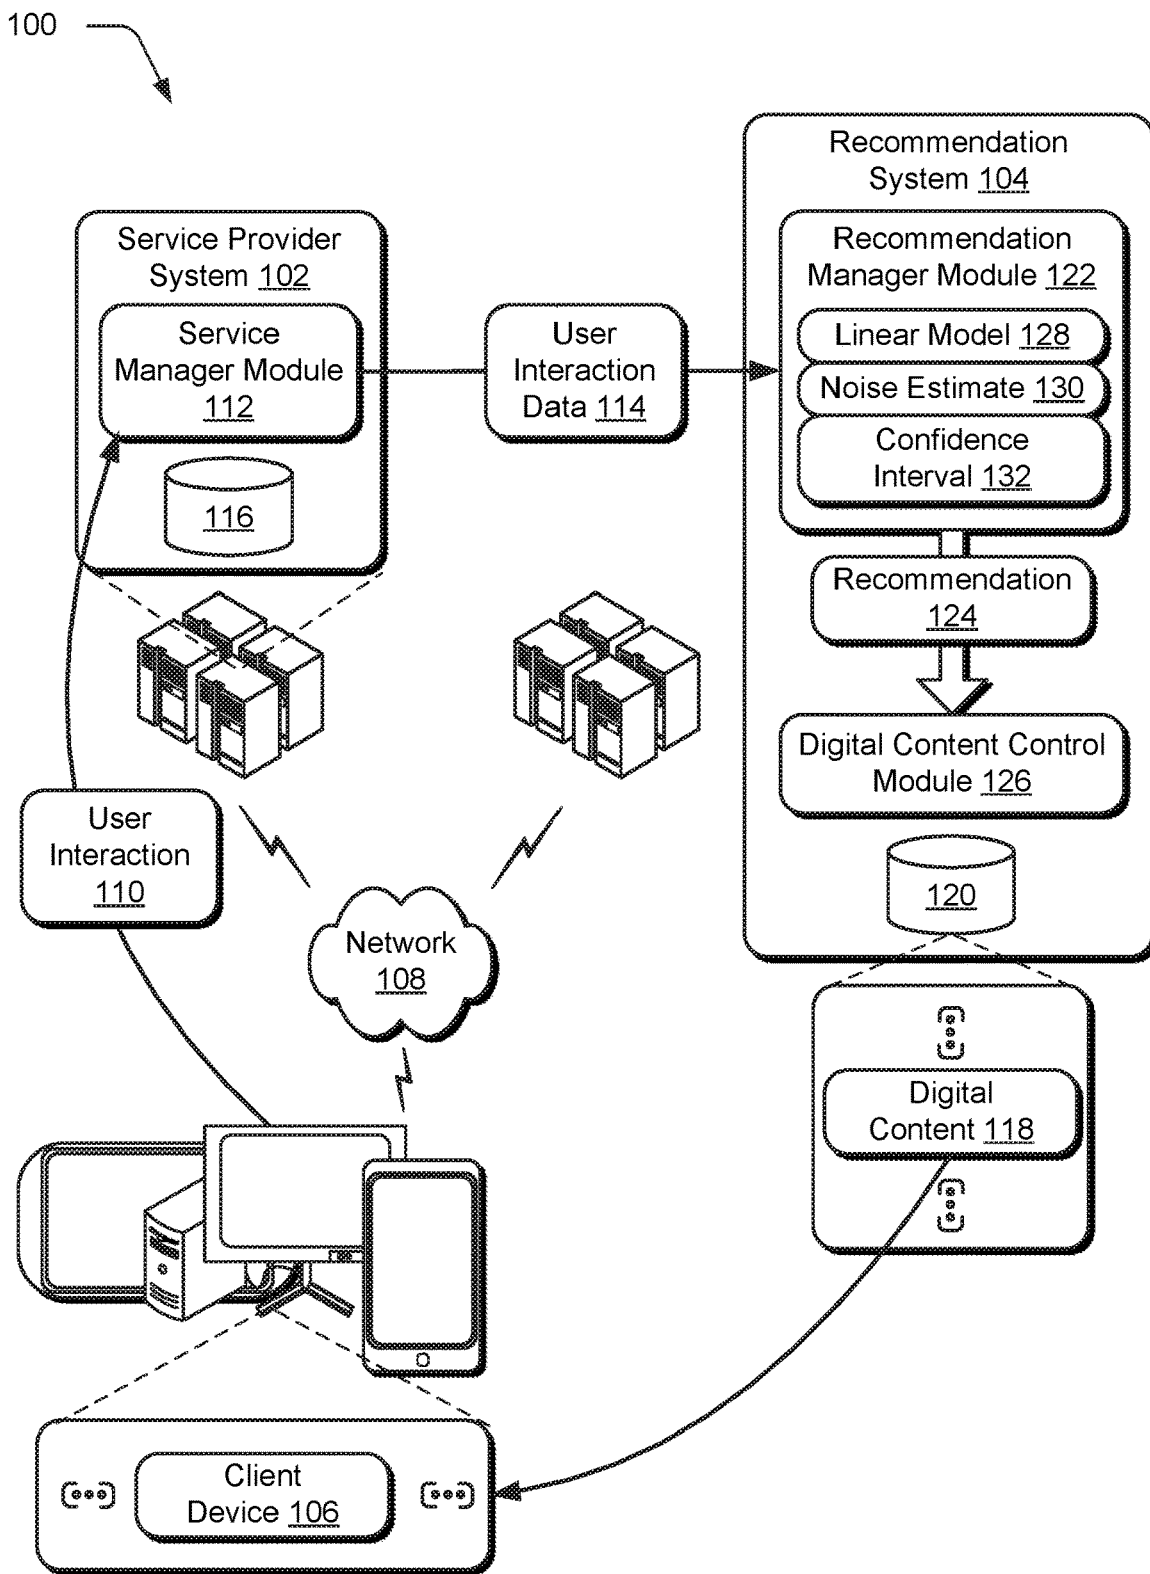 100
Recommendation
System 104
Service Provider
System 102
Service
Manager Module
112
116
User
Interaction
Data 114
Recommendation
Manager Module 122
Linear Model 128
Noise Estimate 130
Confidence
Interval 132
Recommendation
124
Digital Content Control
Module 126
120
User
Interaction
110
Network
108
Digital
Content 118
Client
Device 106